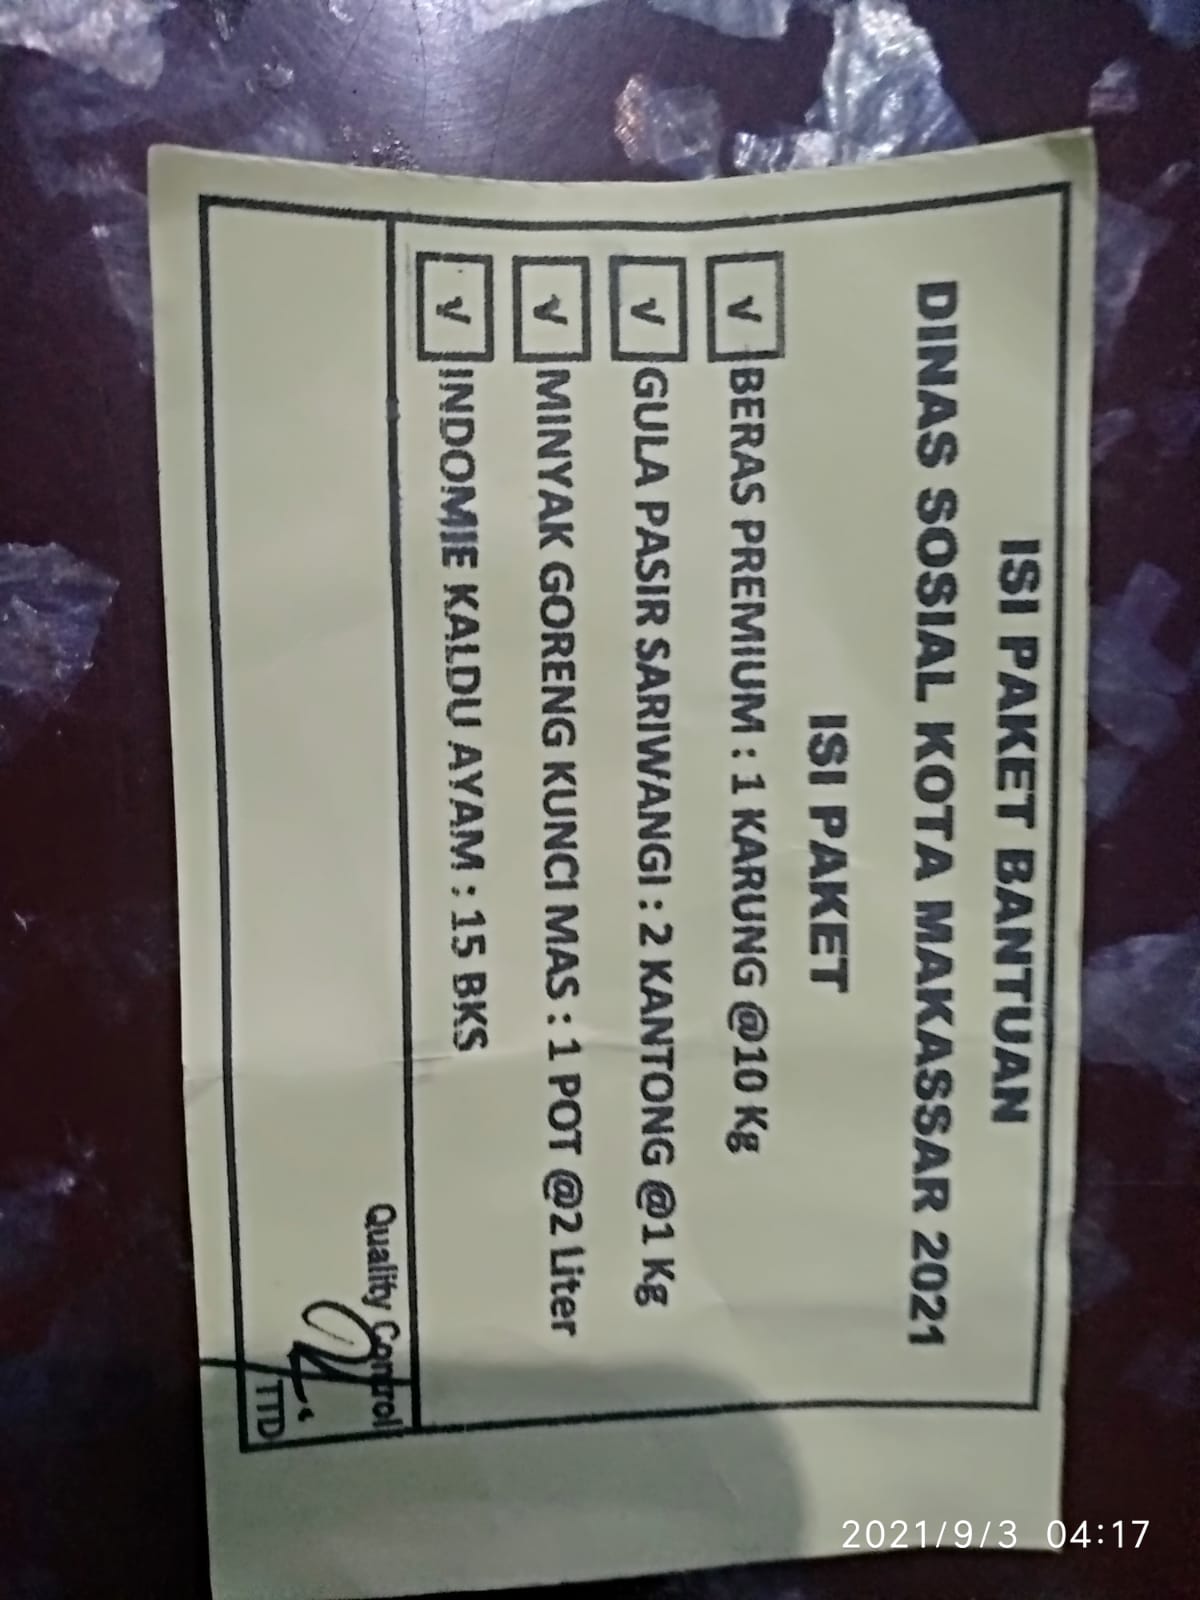 ISI PAKET BANTUAN
DINAS SOSIAL KOTA MAKASSAR 2021
ISI PAKET
√ BERAS PREMIUM : 1 KARUNG @10 Kg
√ GULA PASIR SARIWANGI : 2 KANTONG @1 Kg
√ MINYAK GORENG KUNCI MAS : 1 POT @2 Liter
√ INDOMIE KALDU AYAM : 15 BKS
Quality Control
TTD
2021/9/3 04:17